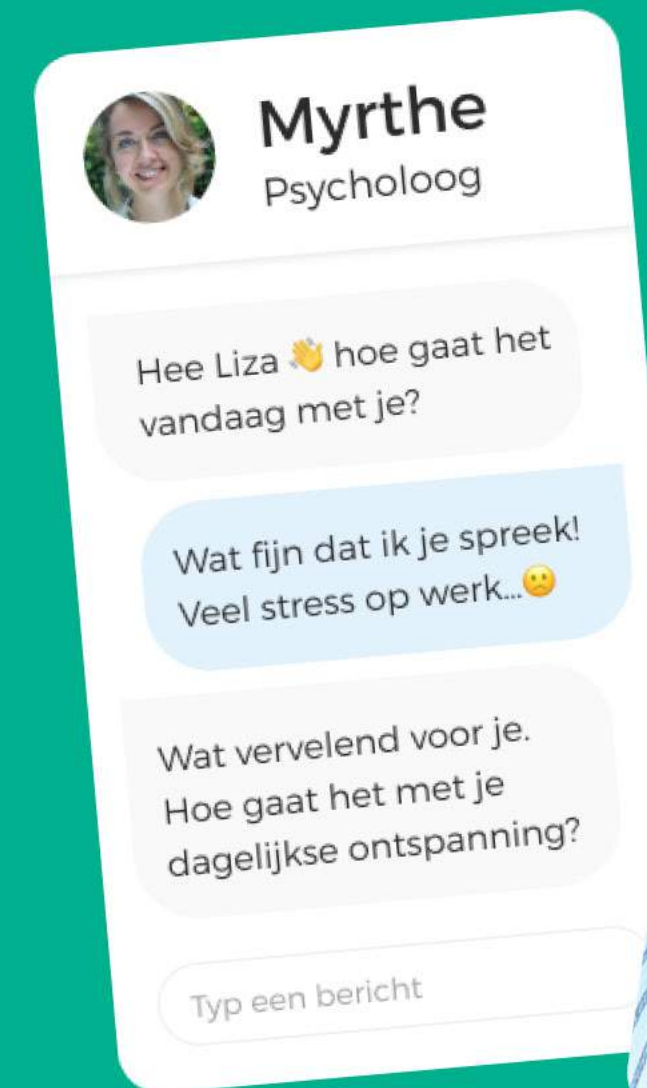 Myrthe
Psycholoog
Hee Liza 👋 hoe gaat het
vandaag met je?
Wat fijn dat ik je spreek!
Veel stress op werk...🙁
Wat vervelend voor je.
Hoe gaat het met je
dagelijkse ontspanning?
Typ een bericht